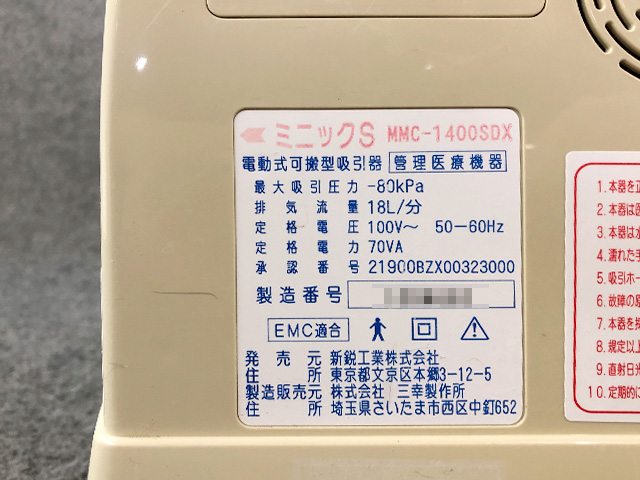 ミニックS MMC-1400SDX
電動式可搬型吸引器 管理医療機器
最大吸引圧力 -80kPa
排気流量 18L/分
定格電圧 100V～ 50-60Hz
定格電力 70VA
承認番号 21900BZX00323000
製造番号
EMC適合
発売元 新鋭工業株式会社
住所 東京都文京区本郷3-12-5
製造販売元 株式会社 三幸製作所
住所 埼玉県さいたま市西区中釘652
1.本器を正
2.本器は医
3.本器は水
4.濡れた手
5.吸引ホー
6.故障の原
7.本器を
8.規定以上
9.直射日光
10.定期的に